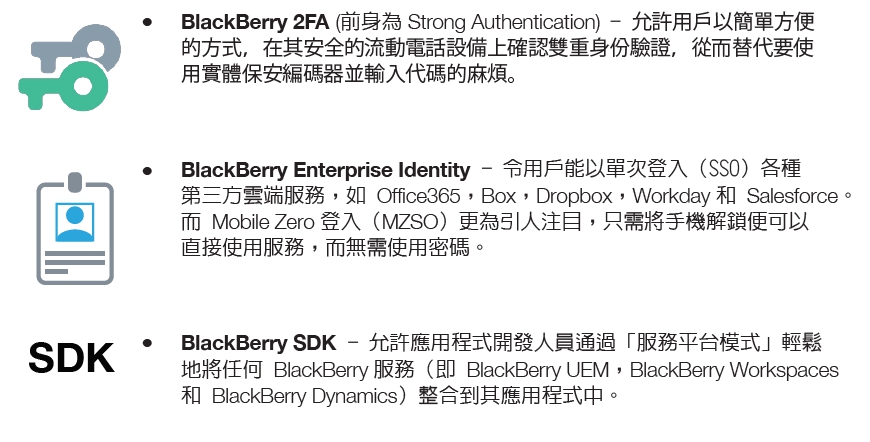 • BlackBerry 2FA (前身為 Strong Authentication) – 允許用戶以簡單方便
的方式，在其安全的流動電話設備上確認雙重身份驗證，從而替代要使
用實體保安編碼器並輸入代碼的麻煩。
• BlackBerry Enterprise Identity – 令用戶能以單次登入（SSO）各種
第三方雲端服務，如 Office365，Box，Dropbox，Workday 和 Salesforce。
而 Mobile Zero 登入（MZSO）更為引人注目，只需將手機解鎖便可以
直接使用服務，而無需使用密碼。
SDK • BlackBerry SDK – 允許應用程式開發人員通過「服務平台模式」輕鬆
地將任何 BlackBerry 服務（即 BlackBerry UEM，BlackBerry Workspaces
和 BlackBerry Dynamics）整合到其應用程式中。